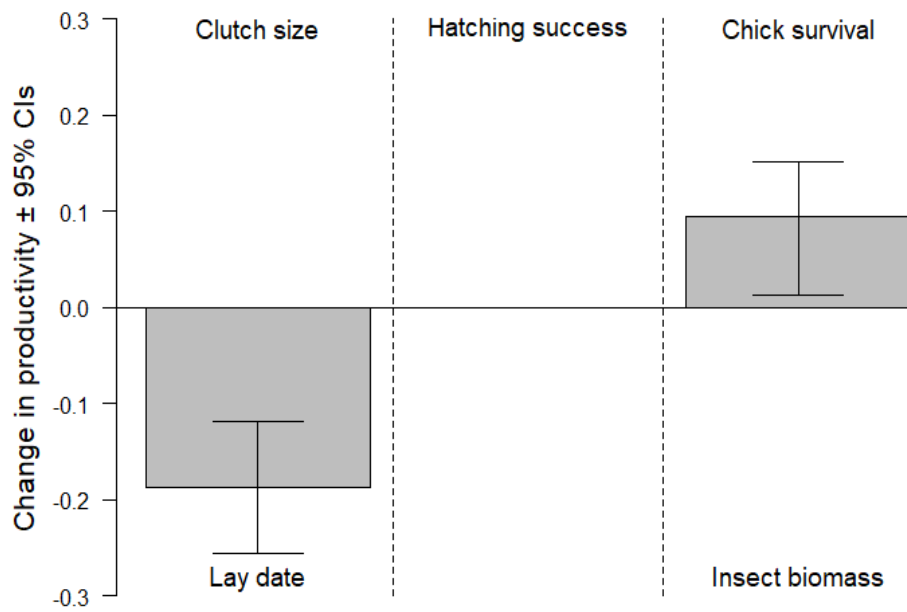 Change in productivity ± 95% CIs
0.3
0.2
0.1
0.0
-0.1
-0.2
-0.3
Clutch size
Hatching success
Chick survival
Lay date
Insect biomass